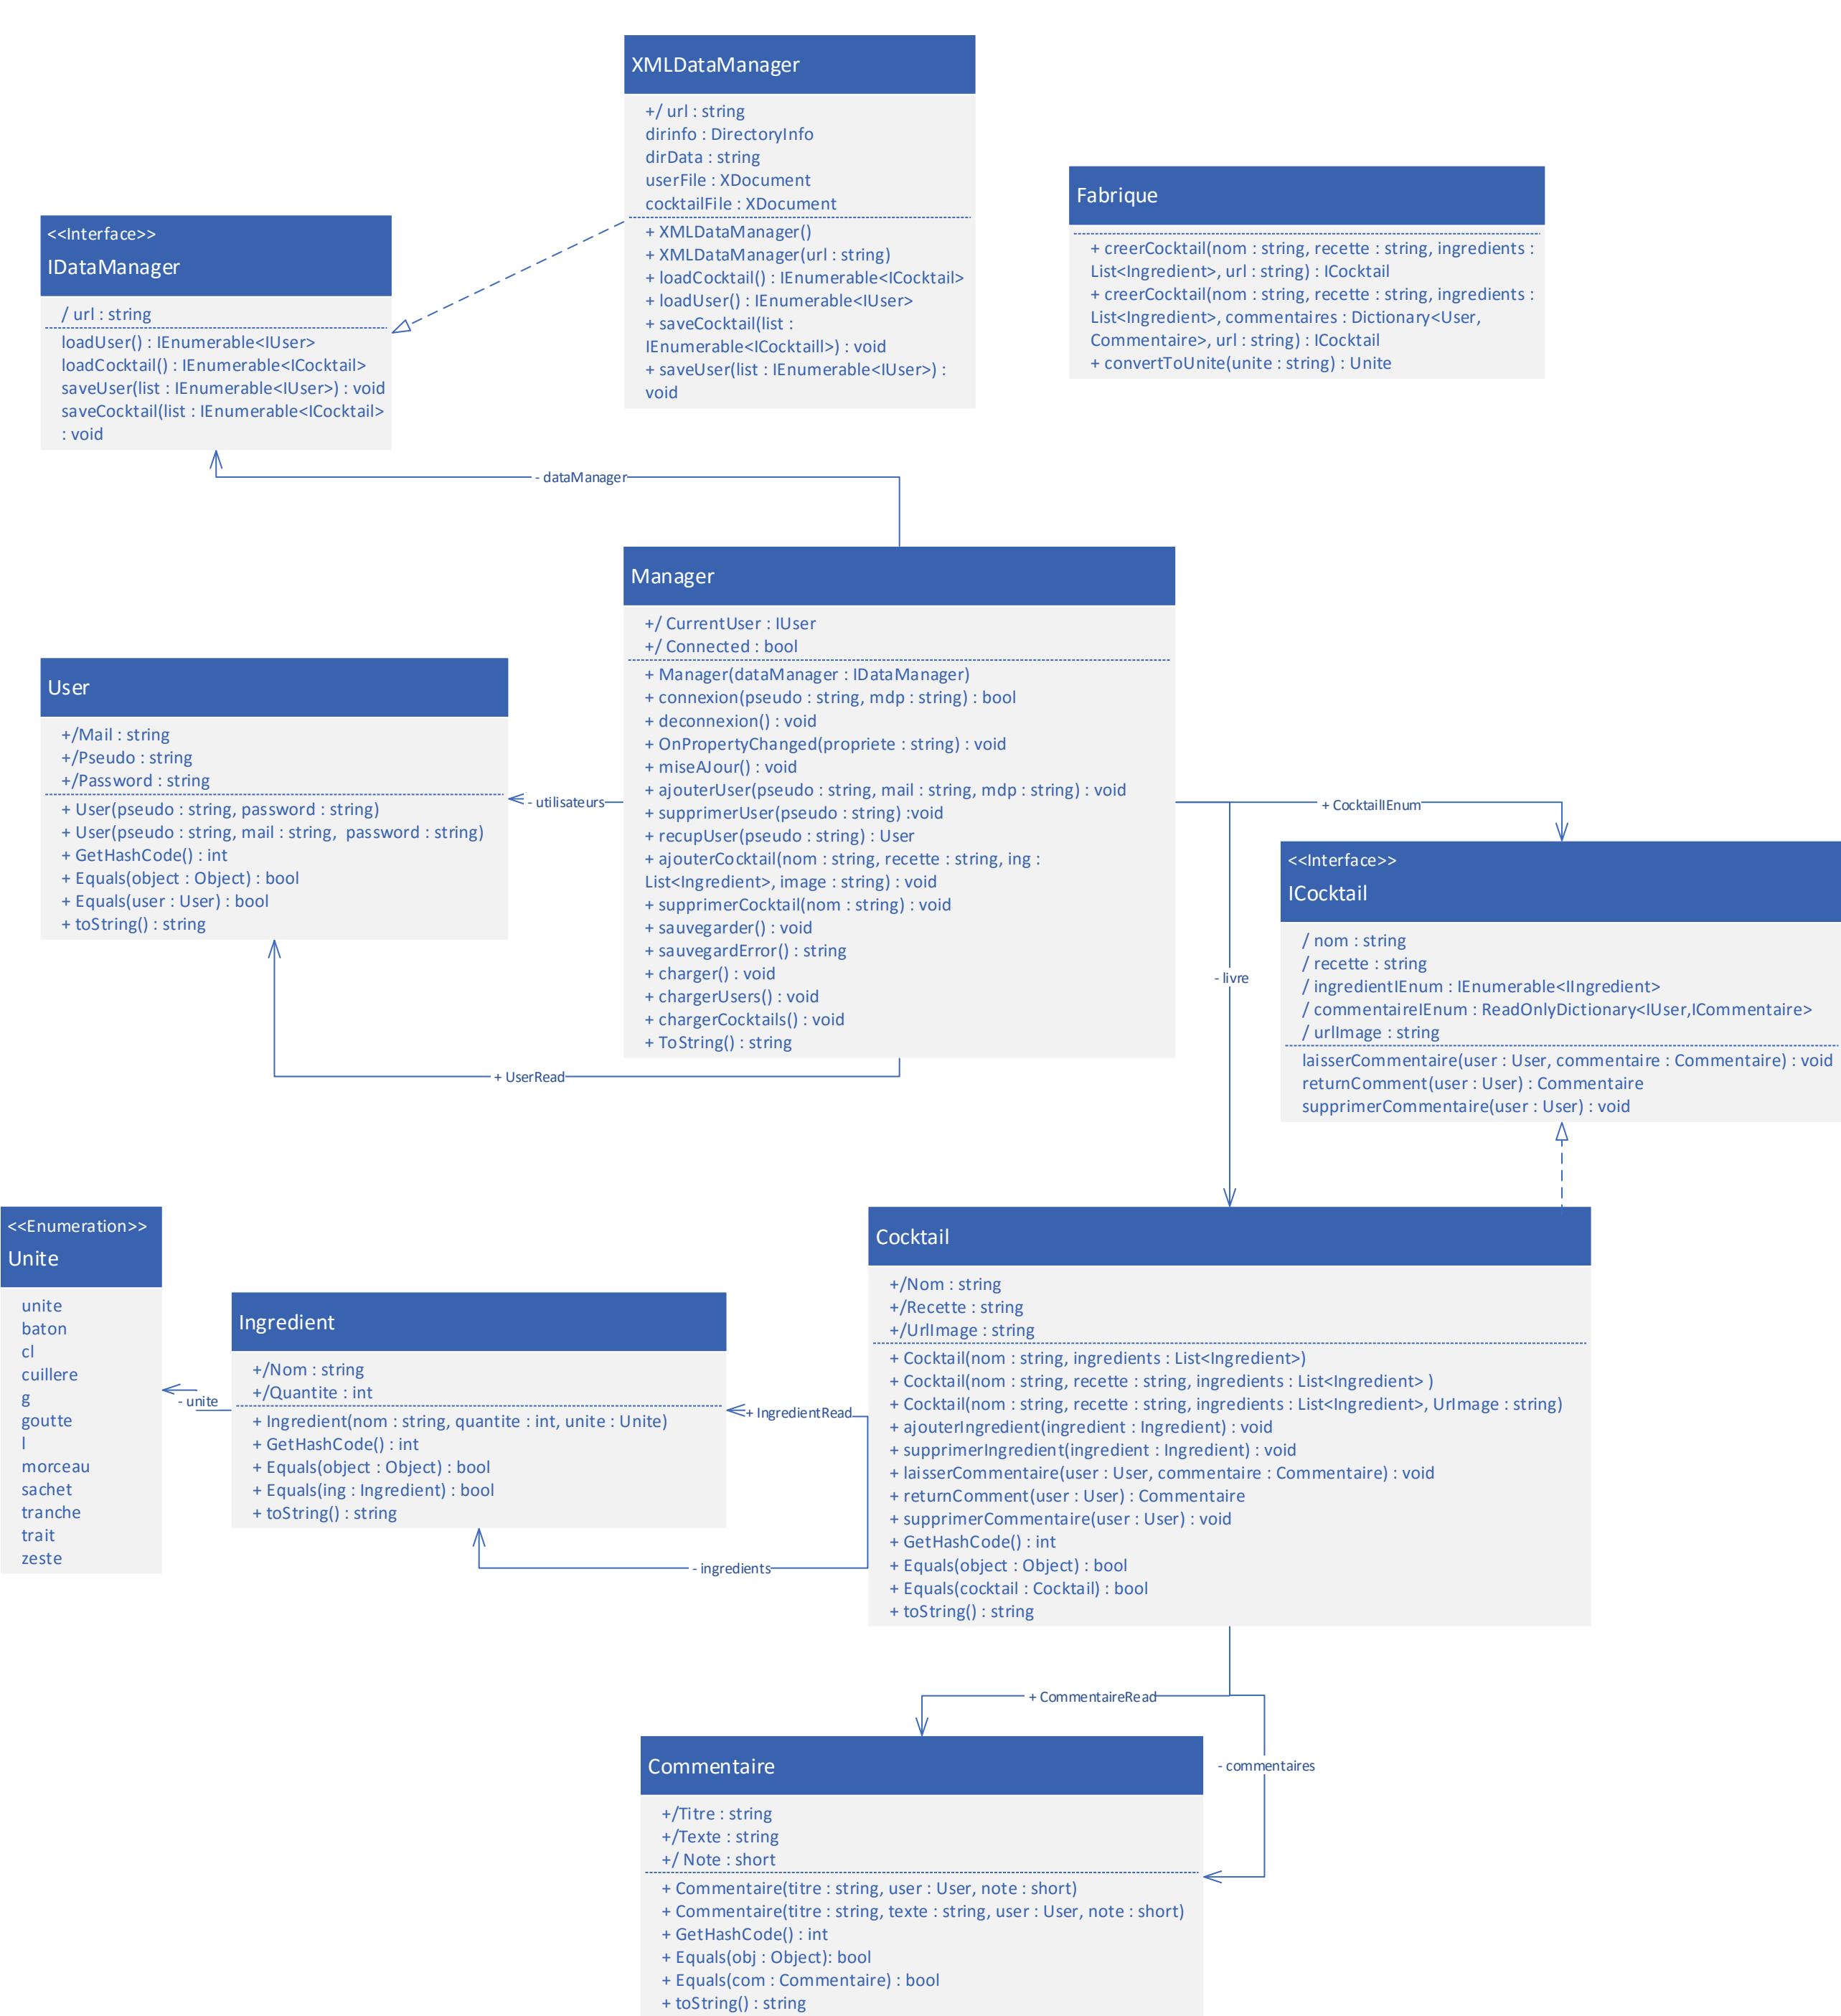 XMLDataManager
+/ url : string
dirinfo : DirectoryInfo
dirData : string
userFile : XDocument
cocktailFile : XDocument
+ XMLDataManager()
+ XMLDataManager(url : string)
+ loadCocktail() : IEnumerable<ICocktail>
+ loadUser() : IEnumerable<IUser>
+ saveCocktail(list :
IEnumerable<ICocktaill>) : void
+ saveUser(list : IEnumerable<IUser>) :
void
Fabrique
+ creerCocktail(nom : string, recette : string, ingredients :
List<Ingredient>, url : string) : ICocktail
+ creerCocktail(nom : string, recette : string, ingredients :
List<Ingredient>, commentaires : Dictionary<User,
Commentaire>, url : string) : ICocktail
+ convertToUnite(unite : string) : Unite
<<Interface>>
IDataManager
/ url : string
loadUser() : IEnumerable<IUser>
loadCocktail() : IEnumerable<ICocktail>
saveUser(list : IEnumerable<IUser>) : void
saveCocktail(list : IEnumerable<ICocktail>
: void
- dataManager
Manager
+/ CurrentUser : IUser
+/ Connected : bool
+ Manager(dataManager : IDataManager)
+ connexion(pseudo : string, mdp : string) : bool
+ deconnexion() : void
+ OnPropertyChanged(propriete : string) : void
+ miseAJour() : void
+ ajouterUser(pseudo : string, mail : string, mdp : string) : void
+ supprimerUser(pseudo : string) :void
+ recupUser(pseudo : string) : User
+ ajouterCocktail(nom : string, recette : string, ing :
List<Ingredient>, image : string) : void
+ supprimerCocktail(nom : string) : void
+ sauvegarder() : void
+ sauvegardError() : string
+ charger() : void
+ chargerUsers() : void
+ chargerCocktails() : void
+ ToString() : string
User
+/Mail : string
+/Pseudo : string
+/Password : string
+ User(pseudo : string, password : string)
+ User(pseudo : string, mail : string, password : string)
+ GetHashCode() : int
+ Equals(object : Object) : bool
+ Equals(user : User) : bool
+ toString() : string
- utilisateurs
+ UserRead
+ CocktailIEnum
- livre
<<Interface>>
ICocktail
/ nom : string
/ recette : string
/ ingredientIEnum : IEnumerable<IIngredient>
/ commentaireIEnum : ReadOnlyDictionary<IUser,ICommentaire>
/ urlImage : string
laisserCommentaire(user : User, commentaire : Commentaire) : void
returnComment(user : User) : Commentaire
supprimerCommentaire(user : User) : void
<<Enumeration>>
Unite
unite
baton
cl
cuillere
g
goutte
l
morceau
sachet
tranche
trait
zeste
- unite
Ingredient
+/Nom : string
+/Quantite : int
+ Ingredient(nom : string, quantite : int, unite : Unite)
+ GetHashCode() : int
+ Equals(object : Object) : bool
+ Equals(ing : Ingredient) : bool
+ toString() : string
+ IngredientRead
- ingredients
Cocktail
+/Nom : string
+/Recette : string
+/UrlImage : string
+ Cocktail(nom : string, ingredients : List<Ingredient>)
+ Cocktail(nom : string, recette : string, ingredients : List<Ingredient> )
+ Cocktail(nom : string, recette : string, ingredients : List<Ingredient>, UrImage : string)
+ ajouterIngredient(ingredient : Ingredient) : void
+ supprimerIngredient(ingredient : Ingredient) : void
+ laisserCommentaire(user : User, commentaire : Commentaire) : void
+ returnComment(user : User) : Commentaire
+ supprimerCommentaire(user : User) : void
+ GetHashCode() : int
+ Equals(object : Object) : bool
+ Equals(cocktail : Cocktail) : bool
+ toString() : string
+ CommentaireRead
- commentaires
Commentaire
+/Titre : string
+/Texte : string
+/ Note : short
+ Commentaire(titre : string, user : User, note : short)
+ Commentaire(titre : string, texte : string, user : User, note : short)
+ GetHashCode() : int
+ Equals(obj : Object): bool
+ Equals(com : Commentaire) : bool
+ toString() : string